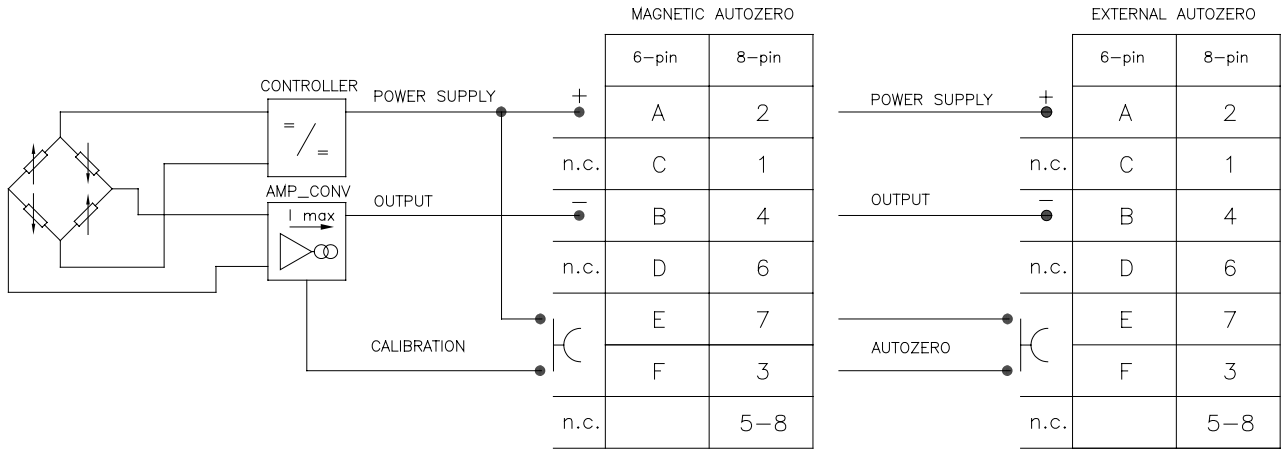 MAGNETIC AUTOZERO
6-pin 8-pin
CONTROLLER
= / =
POWER SUPPLY + A 2
n.c. C 1
AMP_CONV
I max
OUTPUT - B 4
n.c. D 6
E 7
CALIBRATION
F 3
n.c. 5-8
EXTERNAL AUTOZERO
6-pin 8-pin
POWER SUPPLY + A 2
n.c. C 1
OUTPUT - B 4
n.c. D 6
E 7
AUTOZERO
F 3
n.c. 5-8